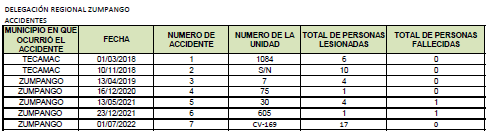 DELEGACIÓN REGIONAL ZUMPANGO
ACCIDENTES
MUNICIPIO EN QUE OCURRIÓ EL ACCIDENTE FECHA NUMERO DE ACCIDENTE NUMERO DE LA UNIDAD TOTAL DE PERSONAS LESIONADAS TOTAL DE PERSONAS FALLECIDAS
TECAMAC 01/03/2018 1 1084 6 0
TECAMAC 10/11/2018 2 S/N 10 0
ZUMPANGO 13/04/2019 3 7 4 0
ZUMPANGO 16/12/2020 4 75 1 0
ZUMPANGO 13/05/2021 5 30 4 1
ZUMPANGO 23/12/2021 6 605 1 1
ZUMPANGO 01/07/2022 7 CV-169 17 0